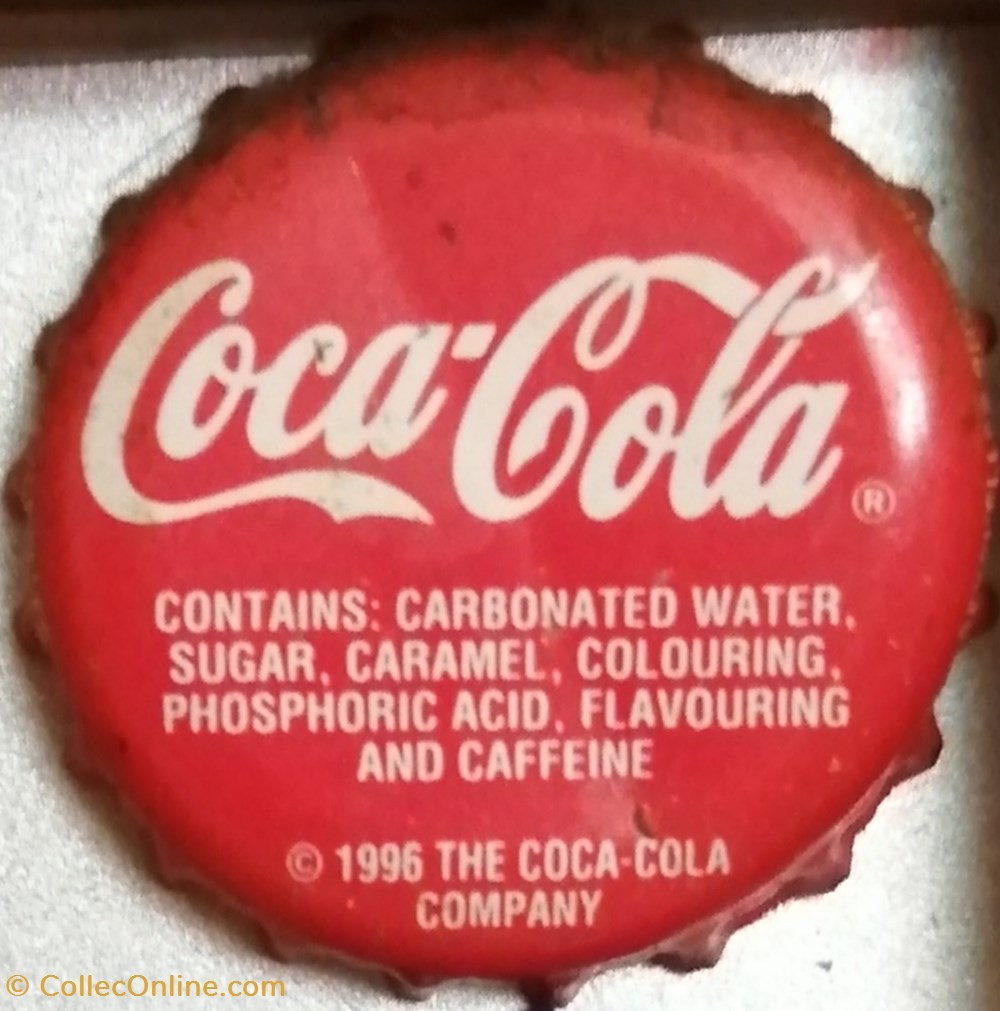 Coca-Cola ®
CONTAINS: CARBONATED WATER,
SUGAR, CARAMEL, COLOURING,
PHOSPHORIC ACID, FLAVOURING
AND CAFFEINE
© 1996 THE COCA-COLA
COMPANY
© CollecOnline.com